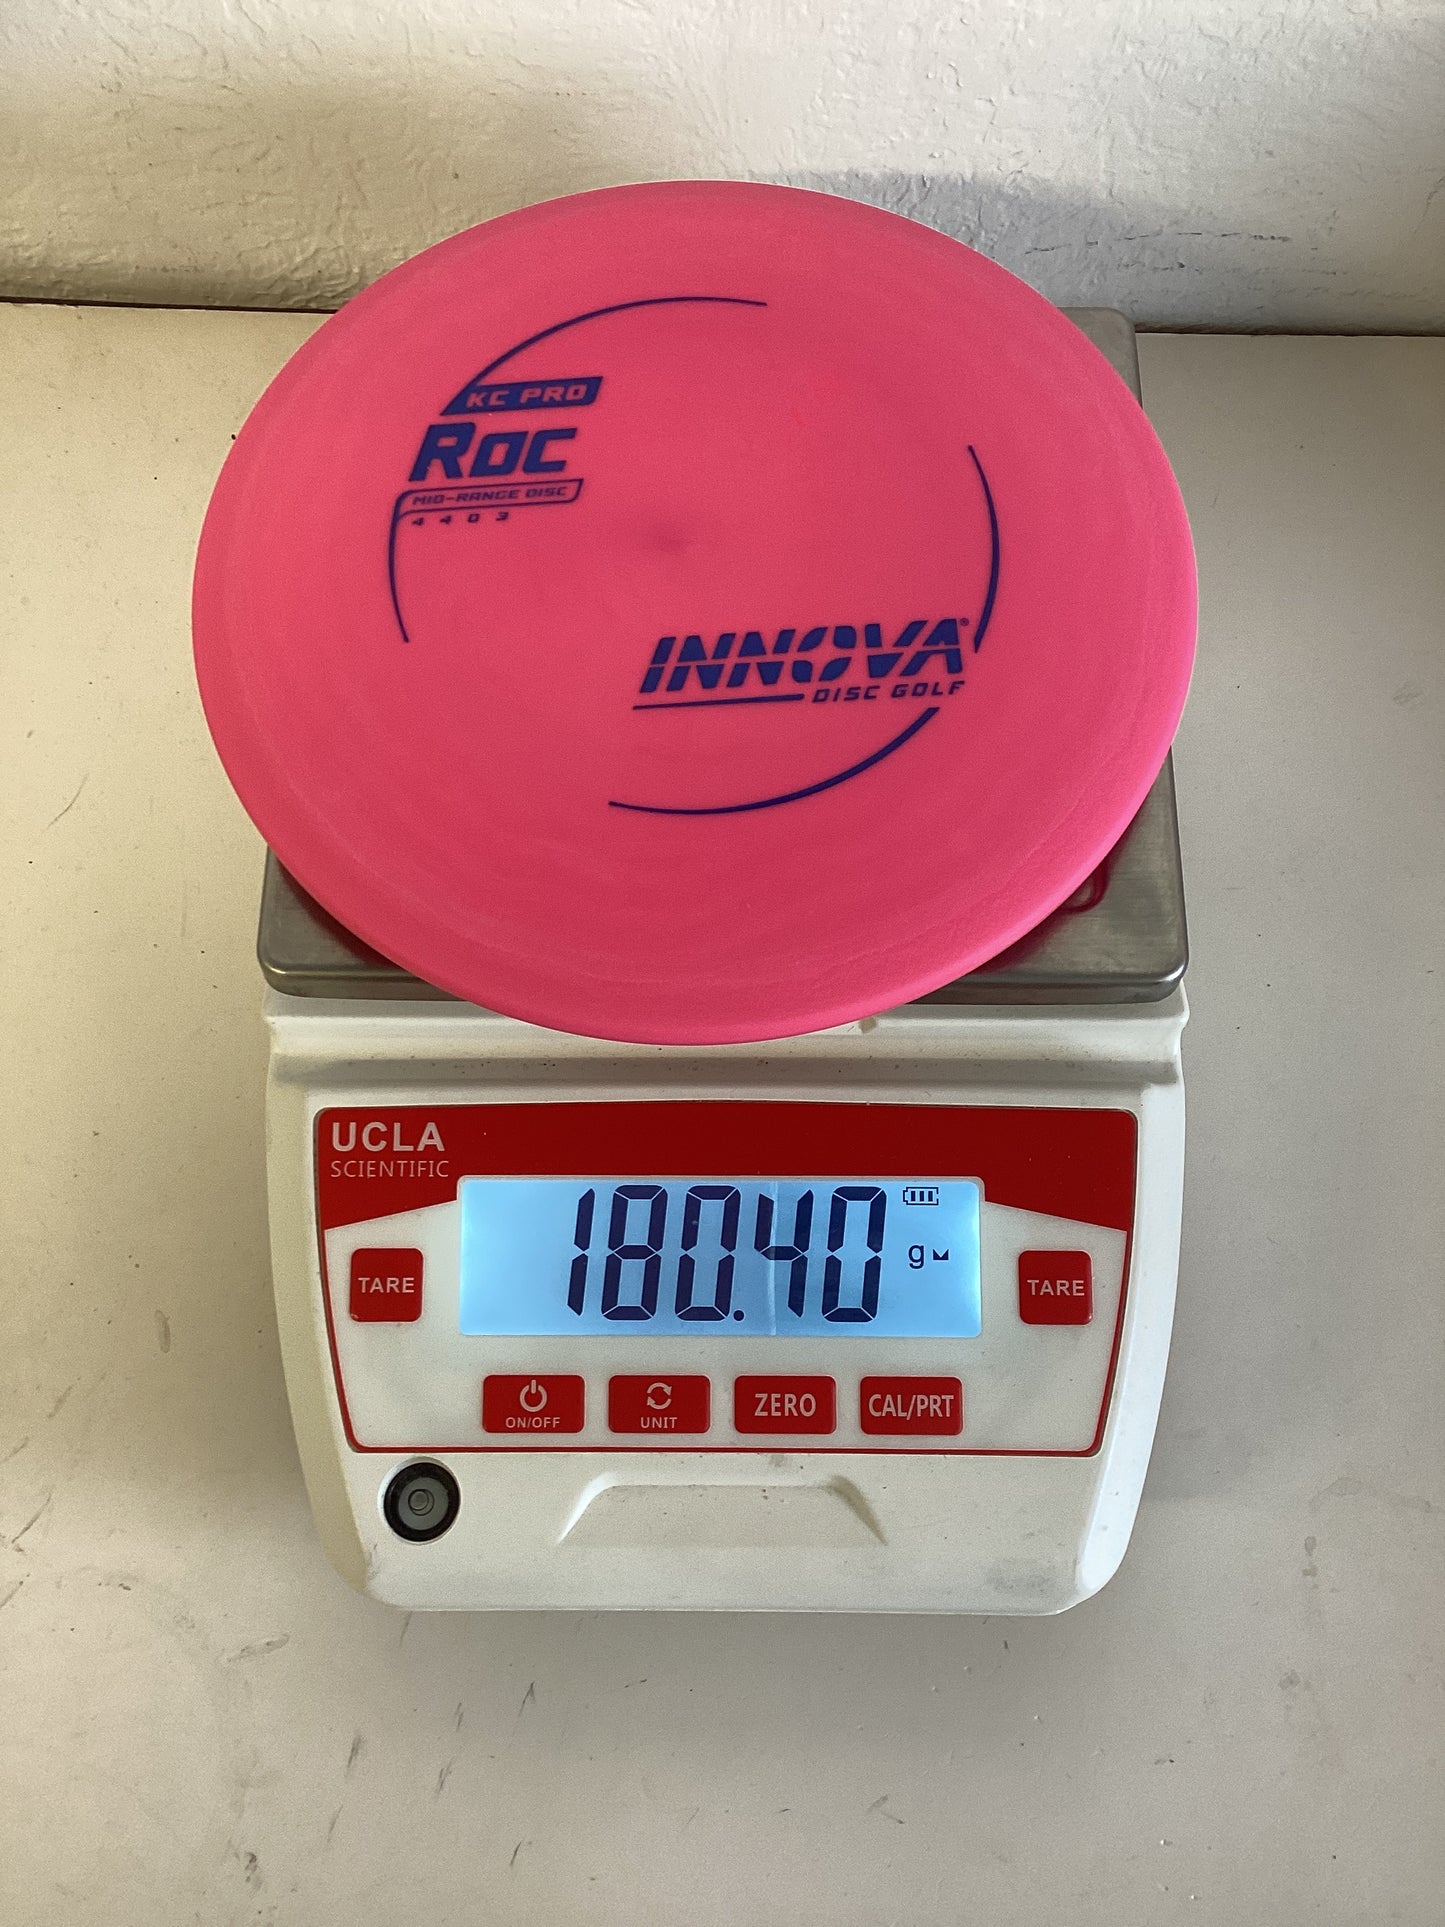 KC PRO
ROC
MID-RANGE DISC
4 4 0 3
INNOVA®
DISC GOLF
UCLA
SCIENTIFIC
180.40 g
TARE
TARE
ON/OFF
UNIT
ZERO
CAL/PRT